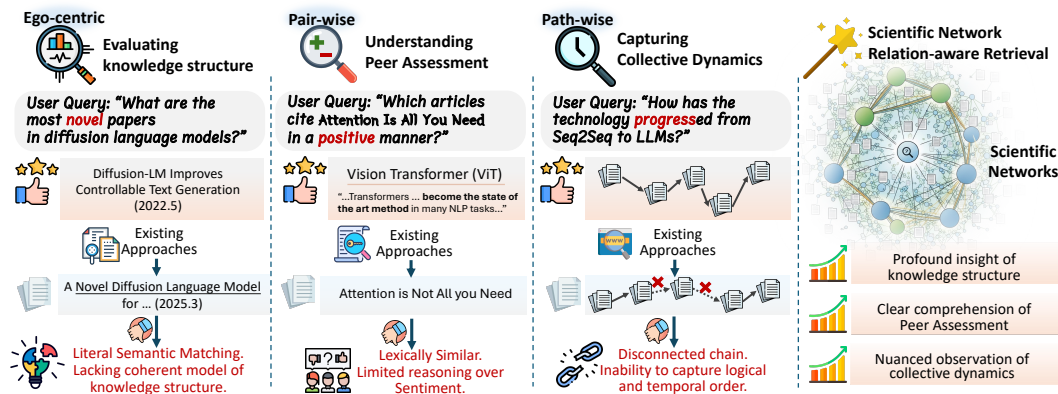 Ego-centric
Evaluating
knowledge structure
User Query: “What are the
most novel papers
in diffusion language models?”
Diffusion-LM Improves
Controllable Text Generation
(2022.5)
Existing
Approaches
A Novel Diffusion Language Model
for ... (2025.3)
Literal Semantic Matching.
Lacking coherent model of
knowledge structure.
Pair-wise
Understanding
Peer Assessment
User Query: “Which articles
cite Attention Is All You Need
in a positive manner?”
Vision Transformer (ViT)
“...Transformers ... become the state of
the art method in many NLP tasks...”
Existing
Approaches
Attention is Not All you Need
?
Lexically Similar.
Limited reasoning over
Sentiment.
Path-wise
Capturing
Collective Dynamics
User Query: “How has the
technology progressed from
Seq2Seq to LLMs?”
WWW
Existing
Approaches
Disconnected chain.
Inability to capture logical
and temporal order.
Scientific Network
Relation-aware Retrieval
Scientific
Networks
Profound insight of
knowledge structure
Clear comprehension of
Peer Assessment
Nuanced observation of
collective dynamics